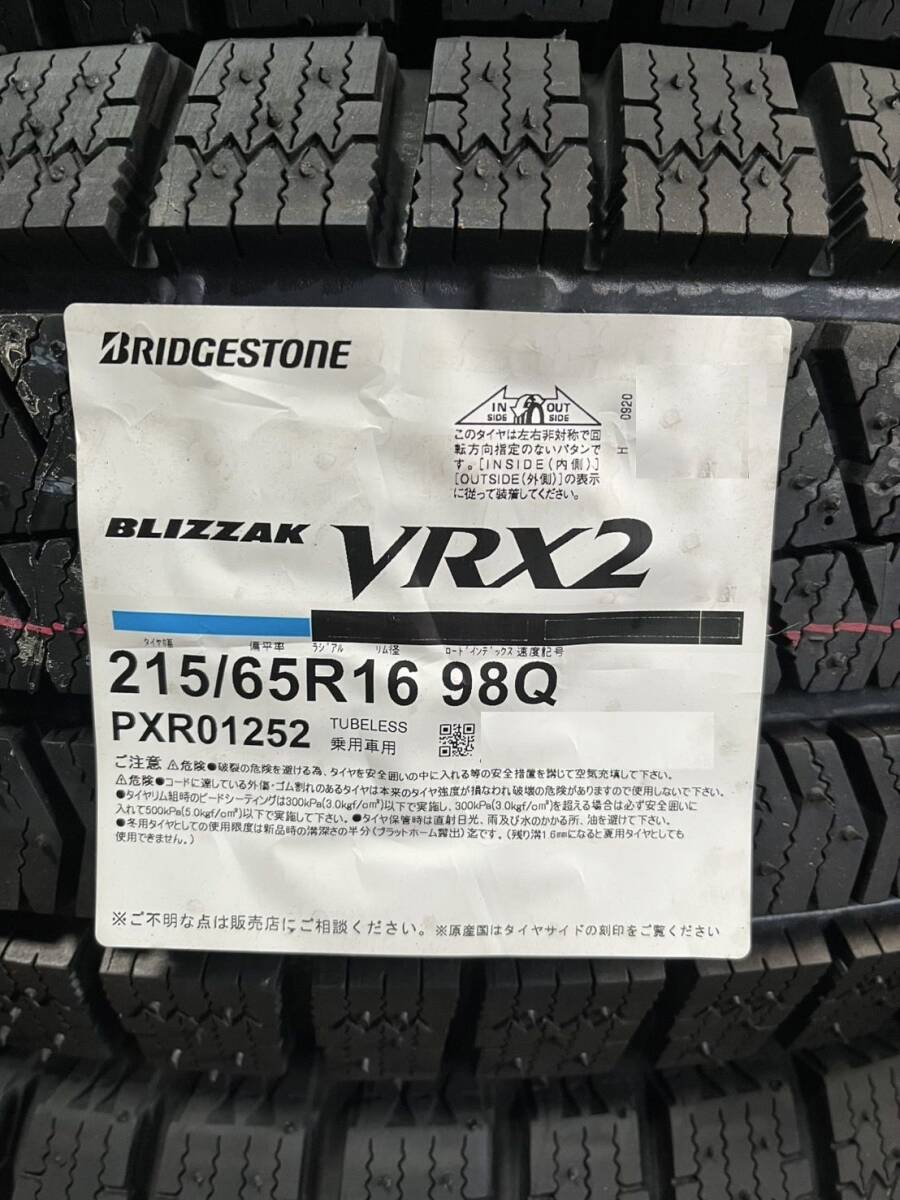 BRIDGESTONE
IN SIDE OUT SIDE
H 0920
このタイヤは左右非対称で回
転方向指定のないパタンで
す。[INSIDE(内側)]
[OUTSIDE(外側)]の表示
に従って装着してください。
BLIZZAK VRX2
タイヤ幅 偏平率 ラジアル リム径 ロードインデックス 速度記号
215/65R16 98Q
PXR01252 TUBELESS
乗用車用
ご注意 ⚠危険●破裂の危険を避ける為、タイヤを安全囲いの中に入れる等の安全措置を講じて空気充填して下さい。
⚠危険●コードに達している外傷・ゴム割れのあるタイヤは本来のタイヤ強度が損なわれ破壊の危険がありますので使用しないで下さい。
●タイヤリム組時のビードシーティングは300kPa(3.0kgf/cm²)以下で実施し、300kPa(3.0kgf/cm²)を超える場合は必ず安全囲いに
入れて500kPa(5.0kgf/cm²)以下で実施して下さい。●タイヤ保管時は直射日光、雨及び水のかかる所、油を避けて下さい。
●冬用タイヤとしての使用限度は新品時の溝深さの半分(プラットホーム露出)迄です。(残り溝1.6mmになると夏用タイヤとしても
使用できません。)
※ご不明な点は販売店にご相談ください。※原産国はタイヤサイドの刻印をご覧ください